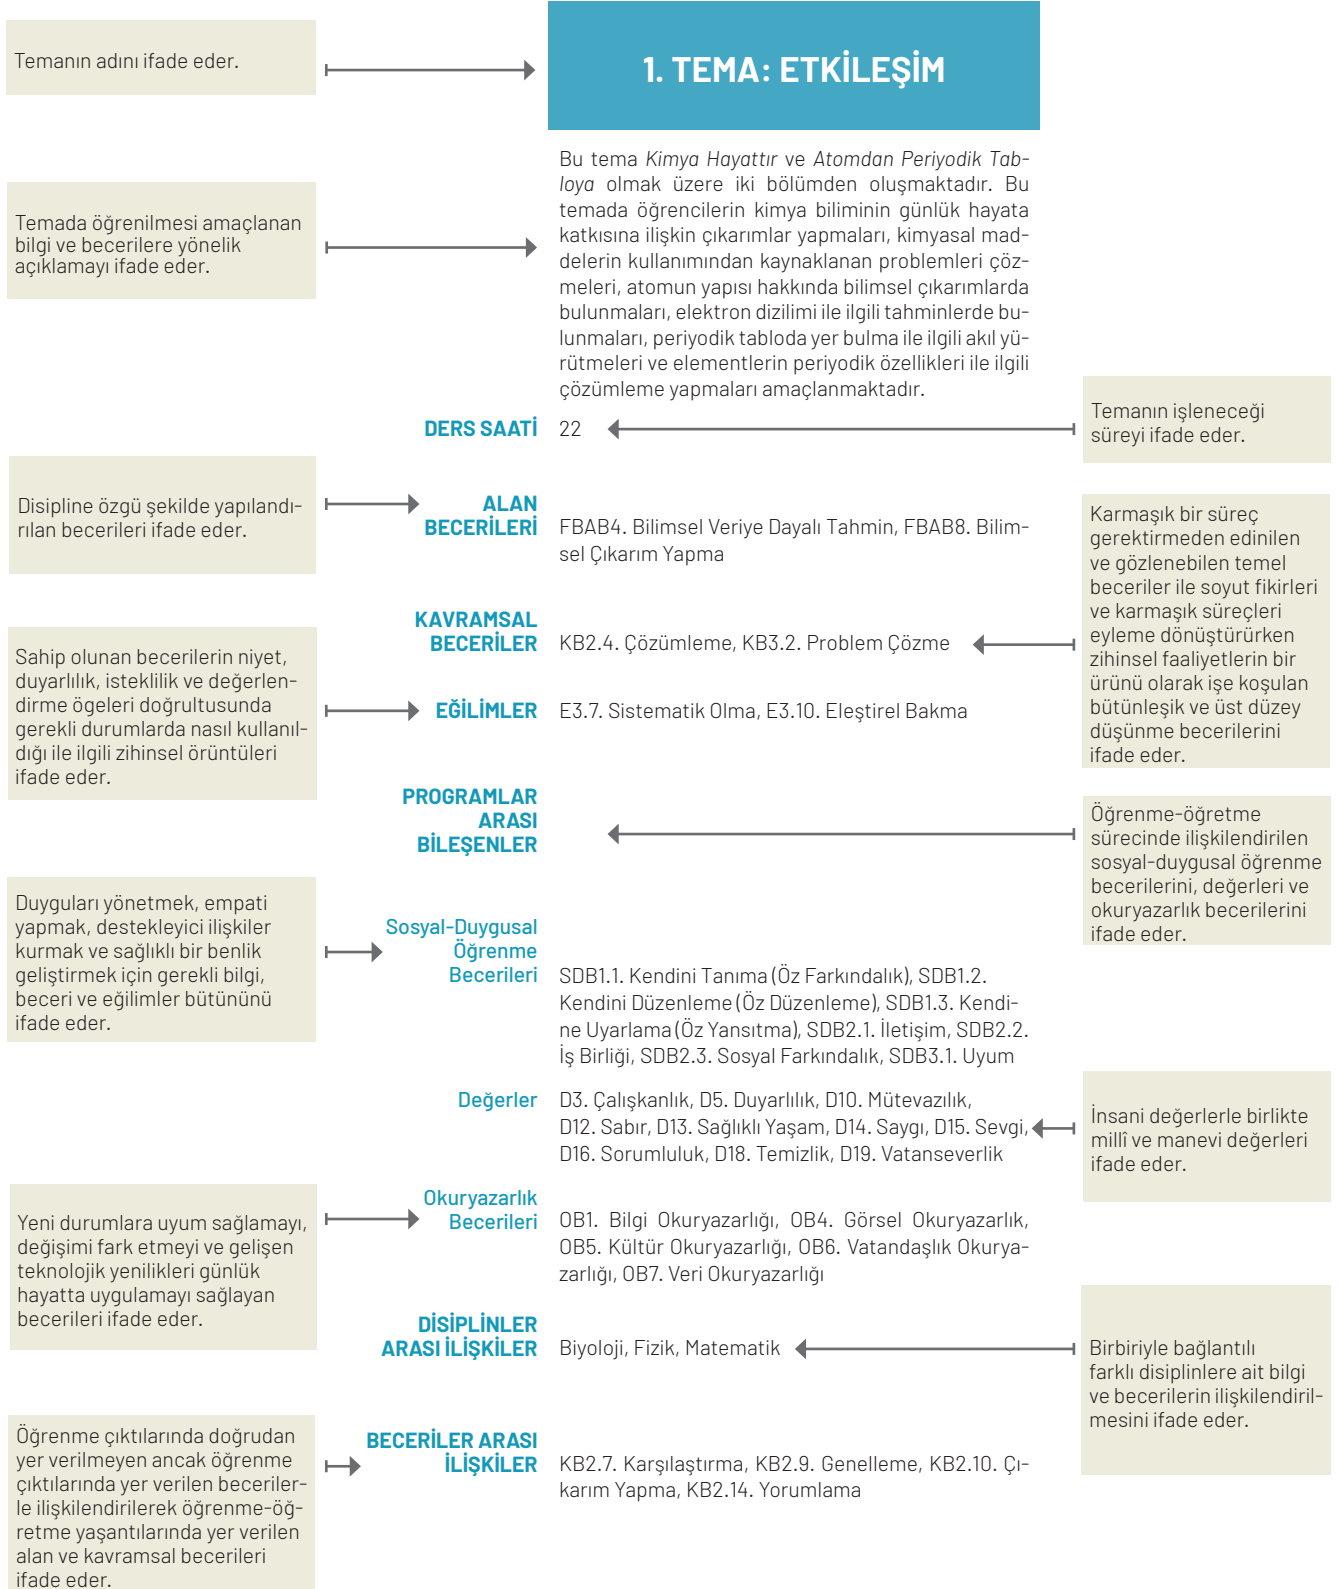 Temanın adını ifade eder.
1. TEMA: ETKİLEŞİM
Temada öğrenilmesi amaçlanan
bilgi ve becerilere yönelik
açıklamayı ifade eder.
Bu tema Kimya Hayattır ve Atomdan Periyodik Tab-
loya olmak üzere iki bölümden oluşmaktadır. Bu
temada öğrencilerin kimya biliminin günlük hayata
katkısına ilişkin çıkarımlar yapmaları, kimyasal mad-
delerin kullanımından kaynaklanan problemleri çöz-
meleri, atomun yapısı hakkında bilimsel çıkarımlarda
bulunmaları, elektron dizilimi ile ilgili tahminlerde bu-
lunmaları, periyodik tabloda yer bulma ile ilgili akıl yü-
rütmeleri ve elementlerin periyodik özellikleri ile ilgili
çözümleme yapmaları amaçlanmaktadır.
DERS SAATİ
22
Temanın işleneceği
süreyi ifade eder.
Disipline özgü şekilde yapılandı-
rılan becerileri ifade eder.
ALAN
BECERİLERİ
FBAB4. Bilimsel Veriye Dayalı Tahmin, FBAB8. Bilim-
sel Çıkarım Yapma
Karmaşık bir süreç
gerektirmeden edinilen
ve gözlenebilen temel
beceriler ile soyut fikirleri
ve karmaşık süreçleri
eyleme dönüştürürken
zihinsel faaliyetlerin bir
ürünü olarak işe koşulan
bütünleşik ve üst düzey
düşünme becerilerini
ifade eder.
KAVRAMSAL
BECERİLER
KB2.4. Çözümleme, KB3.2. Problem Çözme
Sahip olunan becerilerin niyet,
duyarlılık, isteklilik ve değerlen-
dirme ögeleri doğrultusunda
gerekli durumlarda nasıl kullanıl-
dığı ile ilgili zihinsel örüntüleri
ifade eder.
EĞİLİMLER
E3.7. Sistematik Olma, E3.10. Eleştirel Bakma
PROGRAMLAR
ARASI
BİLEŞENLER
Öğrenme-öğretme
sürecinde ilişkilendirilen
sosyal-duygusal öğrenme
becerilerini, değerleri ve
okuryazarlık becerilerini
ifade eder.
Duyguları yönetmek, empati
yapmak, destekleyici ilişkiler
kurmak ve sağlıklı bir benlik
geliştirmek için gerekli bilgi,
beceri ve eğilimler bütününü
ifade eder.
Sosyal-Duygusal
Öğrenme
Becerileri
SDB1.1. Kendini Tanıma (Öz Farkındalık), SDB1.2.
Kendini Düzenleme (Öz Düzenleme), SDB1.3. Kendi-
ne Uyarlama (Öz Yansıtma), SDB2.1. İletişim, SDB2.2.
İş Birliği, SDB2.3. Sosyal Farkındalık, SDB3.1. Uyum
Değerler
D3. Çalışkanlık, D5. Duyarlılık, D10. Mütevazılık,
D12. Sabır, D13. Sağlıklı Yaşam, D14. Saygı, D15. Sevgi,
D16. Sorumluluk, D18. Temizlik, D19. Vatanseverlik
İnsani değerlerle birlikte
millî ve manevi değerleri
ifade eder.
Yeni durumlara uyum sağlamayı,
değişimi fark etmeyi ve gelişen
teknolojik yenilikleri günlük
hayatta uygulamayı sağlayan
becerileri ifade eder.
Okuryazarlık
Becerileri
OB1. Bilgi Okuryazarlığı, OB4. Görsel Okuryazarlık,
OB5. Kültür Okuryazarlığı, OB6. Vatandaşlık Okurya-
zarlığı, OB7. Veri Okuryazarlığı
DİSİPLİNLER
ARASI İLİŞKİLER
Biyoloji, Fizik, Matematik
Birbiriyle bağlantılı
farklı disiplinlere ait bilgi
ve becerilerin ilişkilendiril-
mesini ifade eder.
Öğrenme çıktılarında doğrudan
yer verilmeyen ancak öğrenme
çıktılarında yer verilen beceriler-
le ilişkilendirilerek öğrenme-öğ-
retme yaşantılarında yer verilen
alan ve kavramsal becerileri
ifade eder.
BECERİLER ARASI
İLİŞKİLER
KB2.7. Karşılaştırma, KB2.9. Genelleme, KB2.10. Çı-
karım Yapma, KB2.14. Yorumlama